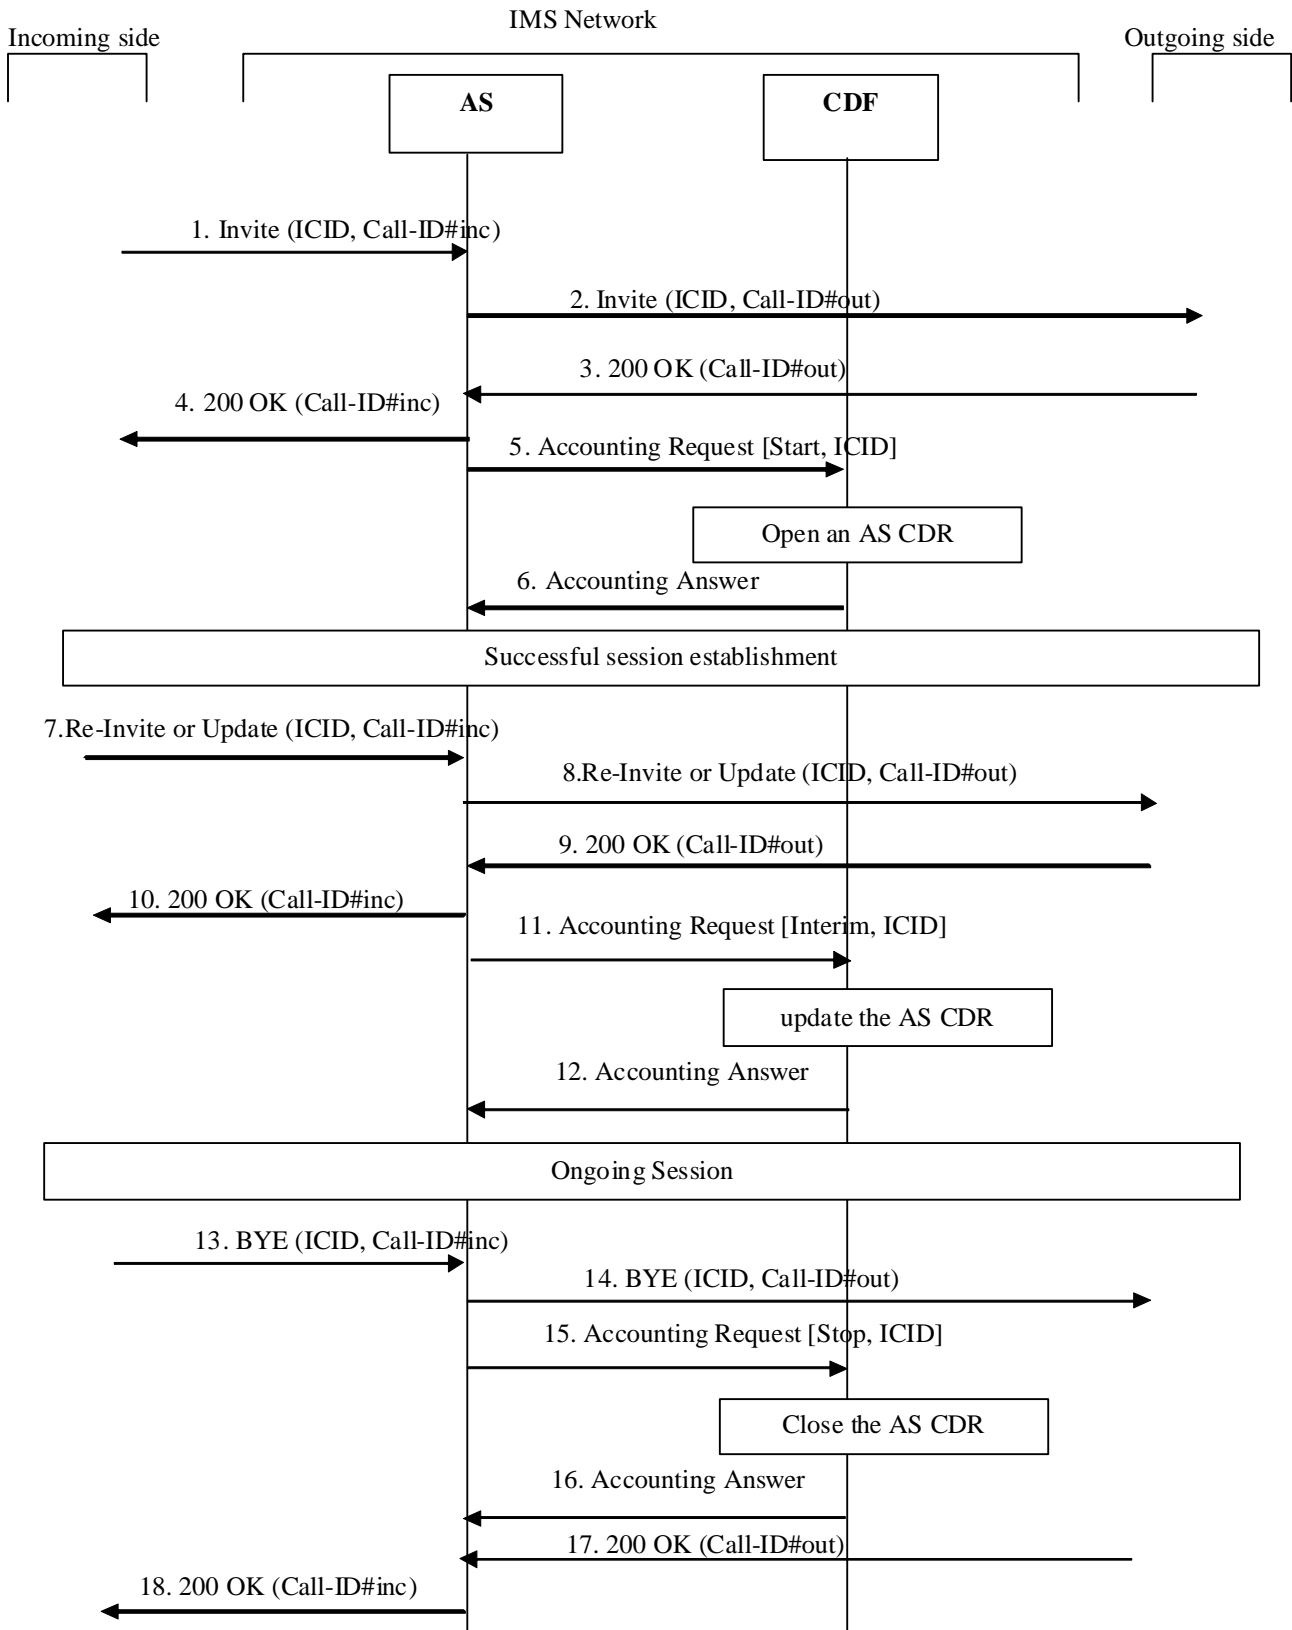 IMS Network
Incoming side
Outgoing side
AS
CDF
1. Invite (ICID, Call-ID#inc)
2. Invite (ICID, Call-ID#out)
3. 200 OK (Call-ID#out)
4. 200 OK (Call-ID#inc)
5. Accounting Request [Start, ICID]
Open an AS CDR
6. Accounting Answer
Successful session establishment
7.Re-Invite or Update (ICID, Call-ID#inc)
8.Re-Invite or Update (ICID, Call-ID#out)
9. 200 OK (Call-ID#out)
10. 200 OK (Call-ID#inc)
11. Accounting Request [Interim, ICID]
update the AS CDR
12. Accounting Answer
Ongoing Session
13. BYE (ICID, Call-ID#inc)
14. BYE (ICID, Call-ID#out)
15. Accounting Request [Stop, ICID]
Close the AS CDR
16. Accounting Answer
17. 200 OK (Call-ID#out)
18. 200 OK (Call-ID#inc)